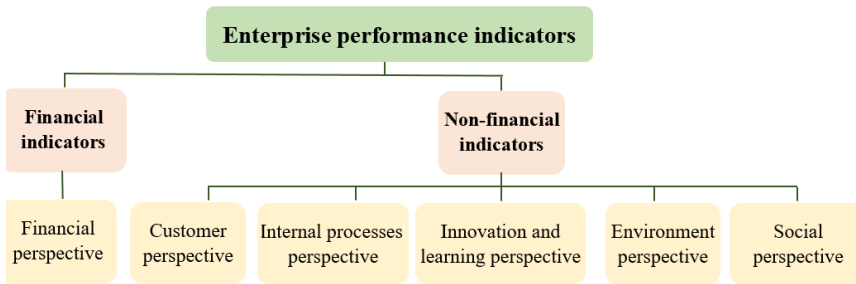 Enterprise performance indicators
Financial
indicators
Non-financial
indicators
Financial
perspective
Customer
perspective
Internal processes
perspective
Innovation and
learning perspective
Environment
perspective
Social
perspective